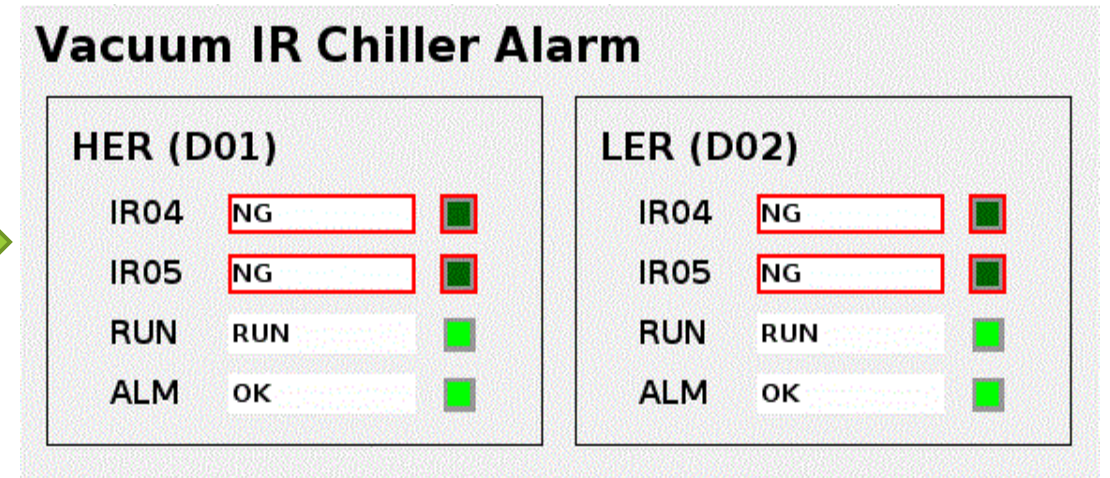 Vacuum IR Chiller Alarm
HER (D01)
IR04 NG
IR05 NG
RUN RUN
ALM OK
LER (D02)
IR04 NG
IR05 NG
RUN RUN
ALM OK